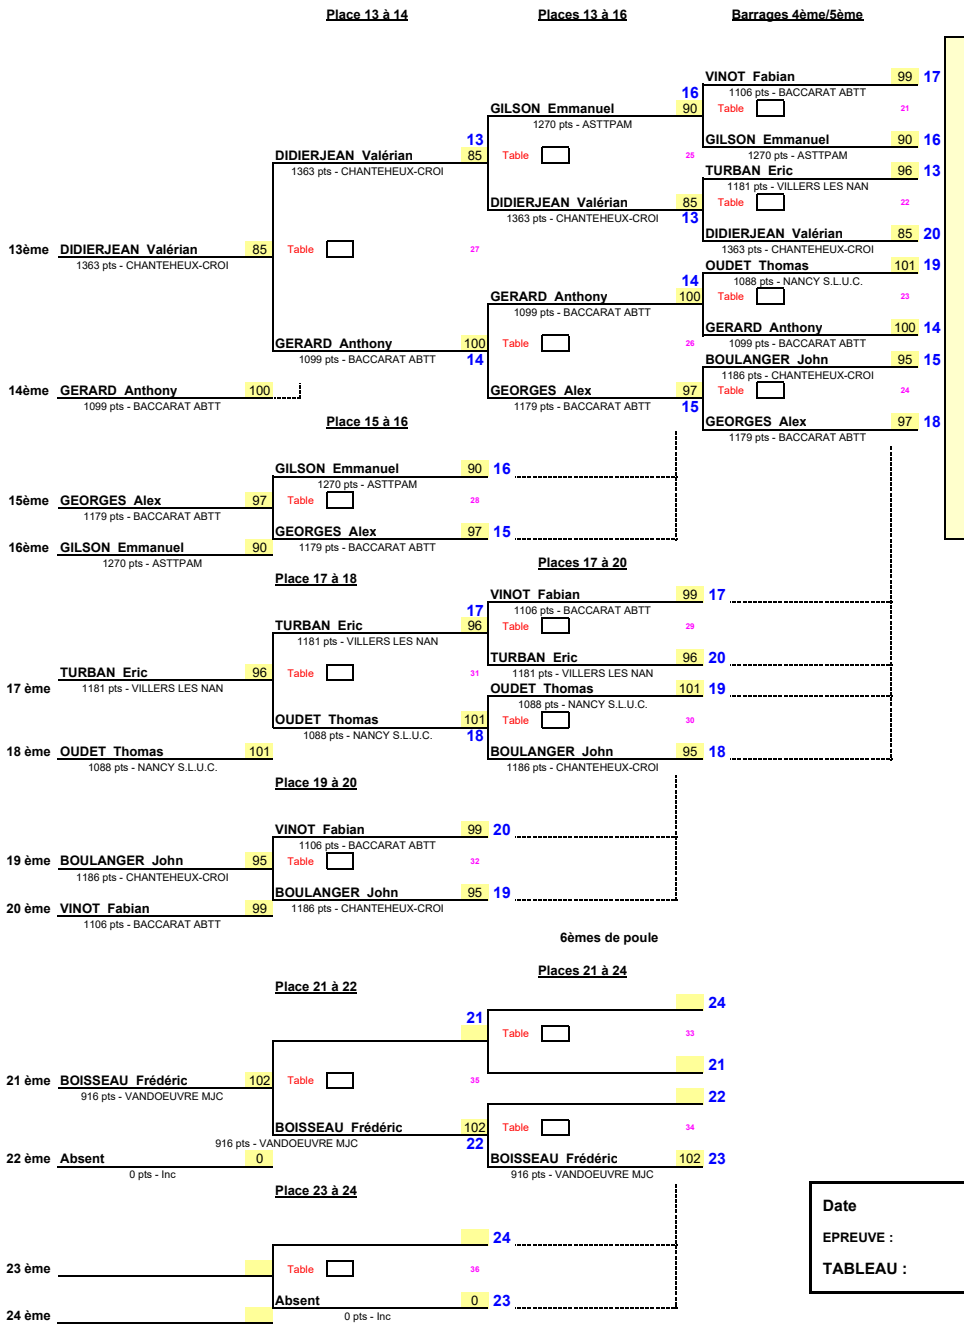 Place 13 à 14
Places 13 à 16
Barrages 4ème/5ème
VINOT Fabian 99 17
1106 pts - BACCARAT ABTT
16
GILSON Emmanuel 90
Table 21
1270 pts - ASTTPAM
13
GILSON Emmanuel 90 16
1270 pts - ASTTPAM
DIDIERJEAN Valérian 85
Table 25
1363 pts - CHANTEHEUX-CROI
TURBAN Eric 96 13
1181 pts - VILLERS LES NAN
DIDIERJEAN Valérian 85
Table 22
1363 pts - CHANTEHEUX-CROI
13
DIDIERJEAN Valérian 85 20
1363 pts - CHANTEHEUX-CROI
13ème DIDIERJEAN Valérian 85
Table 27
1363 pts - CHANTEHEUX-CROI
OUDET Thomas 101 19
1088 pts - NANCY S.L.U.C.
14
GERARD Anthony 100
Table 23
1099 pts - BACCARAT ABTT
GERARD Anthony 100 14
1099 pts - BACCARAT ABTT
GERARD Anthony 100
Table 26
1099 pts - BACCARAT ABTT
14
BOULANGER John 95 15
1186 pts - CHANTEHEUX-CROI
14ème GERARD Anthony 100
1099 pts - BACCARAT ABTT
GEORGES Alex 97
Table 24
1179 pts - BACCARAT ABTT
15
GEORGES Alex 97 18
1179 pts - BACCARAT ABTT
Place 15 à 16
GILSON Emmanuel 90 16
1270 pts - ASTTPAM
15ème GEORGES Alex 97
Table 28
1179 pts - BACCARAT ABTT
GEORGES Alex 97 15
1179 pts - BACCARAT ABTT
16ème GILSON Emmanuel 90
1270 pts - ASTTPAM
Places 17 à 20
Place 17 à 18
VINOT Fabian 99 17
1106 pts - BACCARAT ABTT
17
TURBAN Eric 96
Table 29
1181 pts - VILLERS LES NAN
TURBAN Eric 96 20
1181 pts - VILLERS LES NAN
17 ème TURBAN Eric 96
Table 31
1181 pts - VILLERS LES NAN
OUDET Thomas 101 19
1088 pts - NANCY S.L.U.C.
OUDET Thomas 101
Table 30
1088 pts - NANCY S.L.U.C.
18
18 ème OUDET Thomas 101
1088 pts - NANCY S.L.U.C.
BOULANGER John 95 18
1186 pts - CHANTEHEUX-CROI
Place 19 à 20
VINOT Fabian 99 20
1106 pts - BACCARAT ABTT
19 ème BOULANGER John 95
Table 32
1186 pts - CHANTEHEUX-CROI
BOULANGER John 95 19
1186 pts - CHANTEHEUX-CROI
20 ème VINOT Fabian 99
1106 pts - BACCARAT ABTT
6èmes de poule
Places 21 à 24
Place 21 à 22
24
21
Table 33
21
21 ème BOISSEAU Frédéric 102
Table 35
916 pts - VANDOEUVRE MJC
22
BOISSEAU Frédéric 102
Table 34
916 pts - VANDOEUVRE MJC
22
22 ème Absent 0
0 pts - Inc
BOISSEAU Frédéric 102 23
916 pts - VANDOEUVRE MJC
Place 23 à 24
24
23 ème
Table 36
Absent 0 23
0 pts - Inc
24 ème
Date
EPREUVE :
TABLEAU :